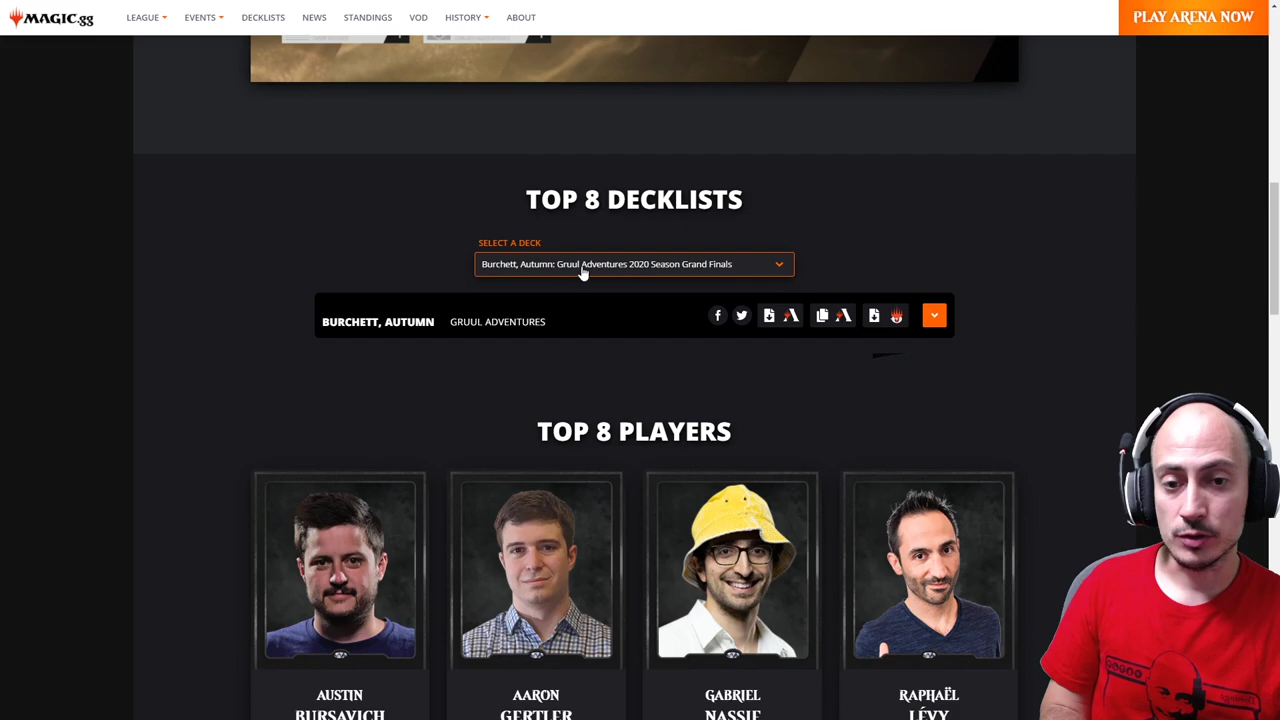 MAGIC.gg
LEAGUE EVENTS DECKLISTS NEWS STANDINGS VOD HISTORY ABOUT
PLAY ARENA NOW
TOP 8 DECKLISTS
SELECT A DECK
Burchett, Autumn: Gruul Adventures 2020 Season Grand Finals
BURCHETT, AUTUMN GRUUL ADVENTURES
TOP 8 PLAYERS
AUSTIN
BURSAVICH
AARON
GERTLER
GABRIEL
NASSIF
RAPHAËL
LÉVY